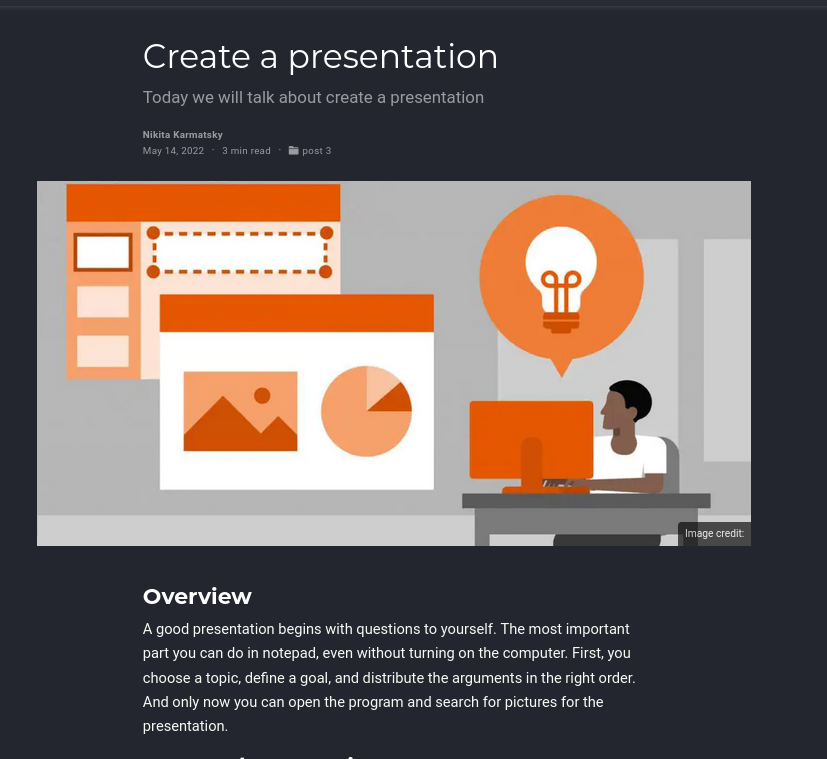 Create a presentation
Today we will talk about create a presentation
Nikita Karmatsky
May 14, 2022 · 3 min read · post 3
Image credit:
Overview
A good presentation begins with questions to yourself. The most important
part you can do in notepad, even without turning on the computer. First, you
choose a topic, define a goal, and distribute the arguments in the right order.
And only now you can open the program and search for pictures for the
presentation.